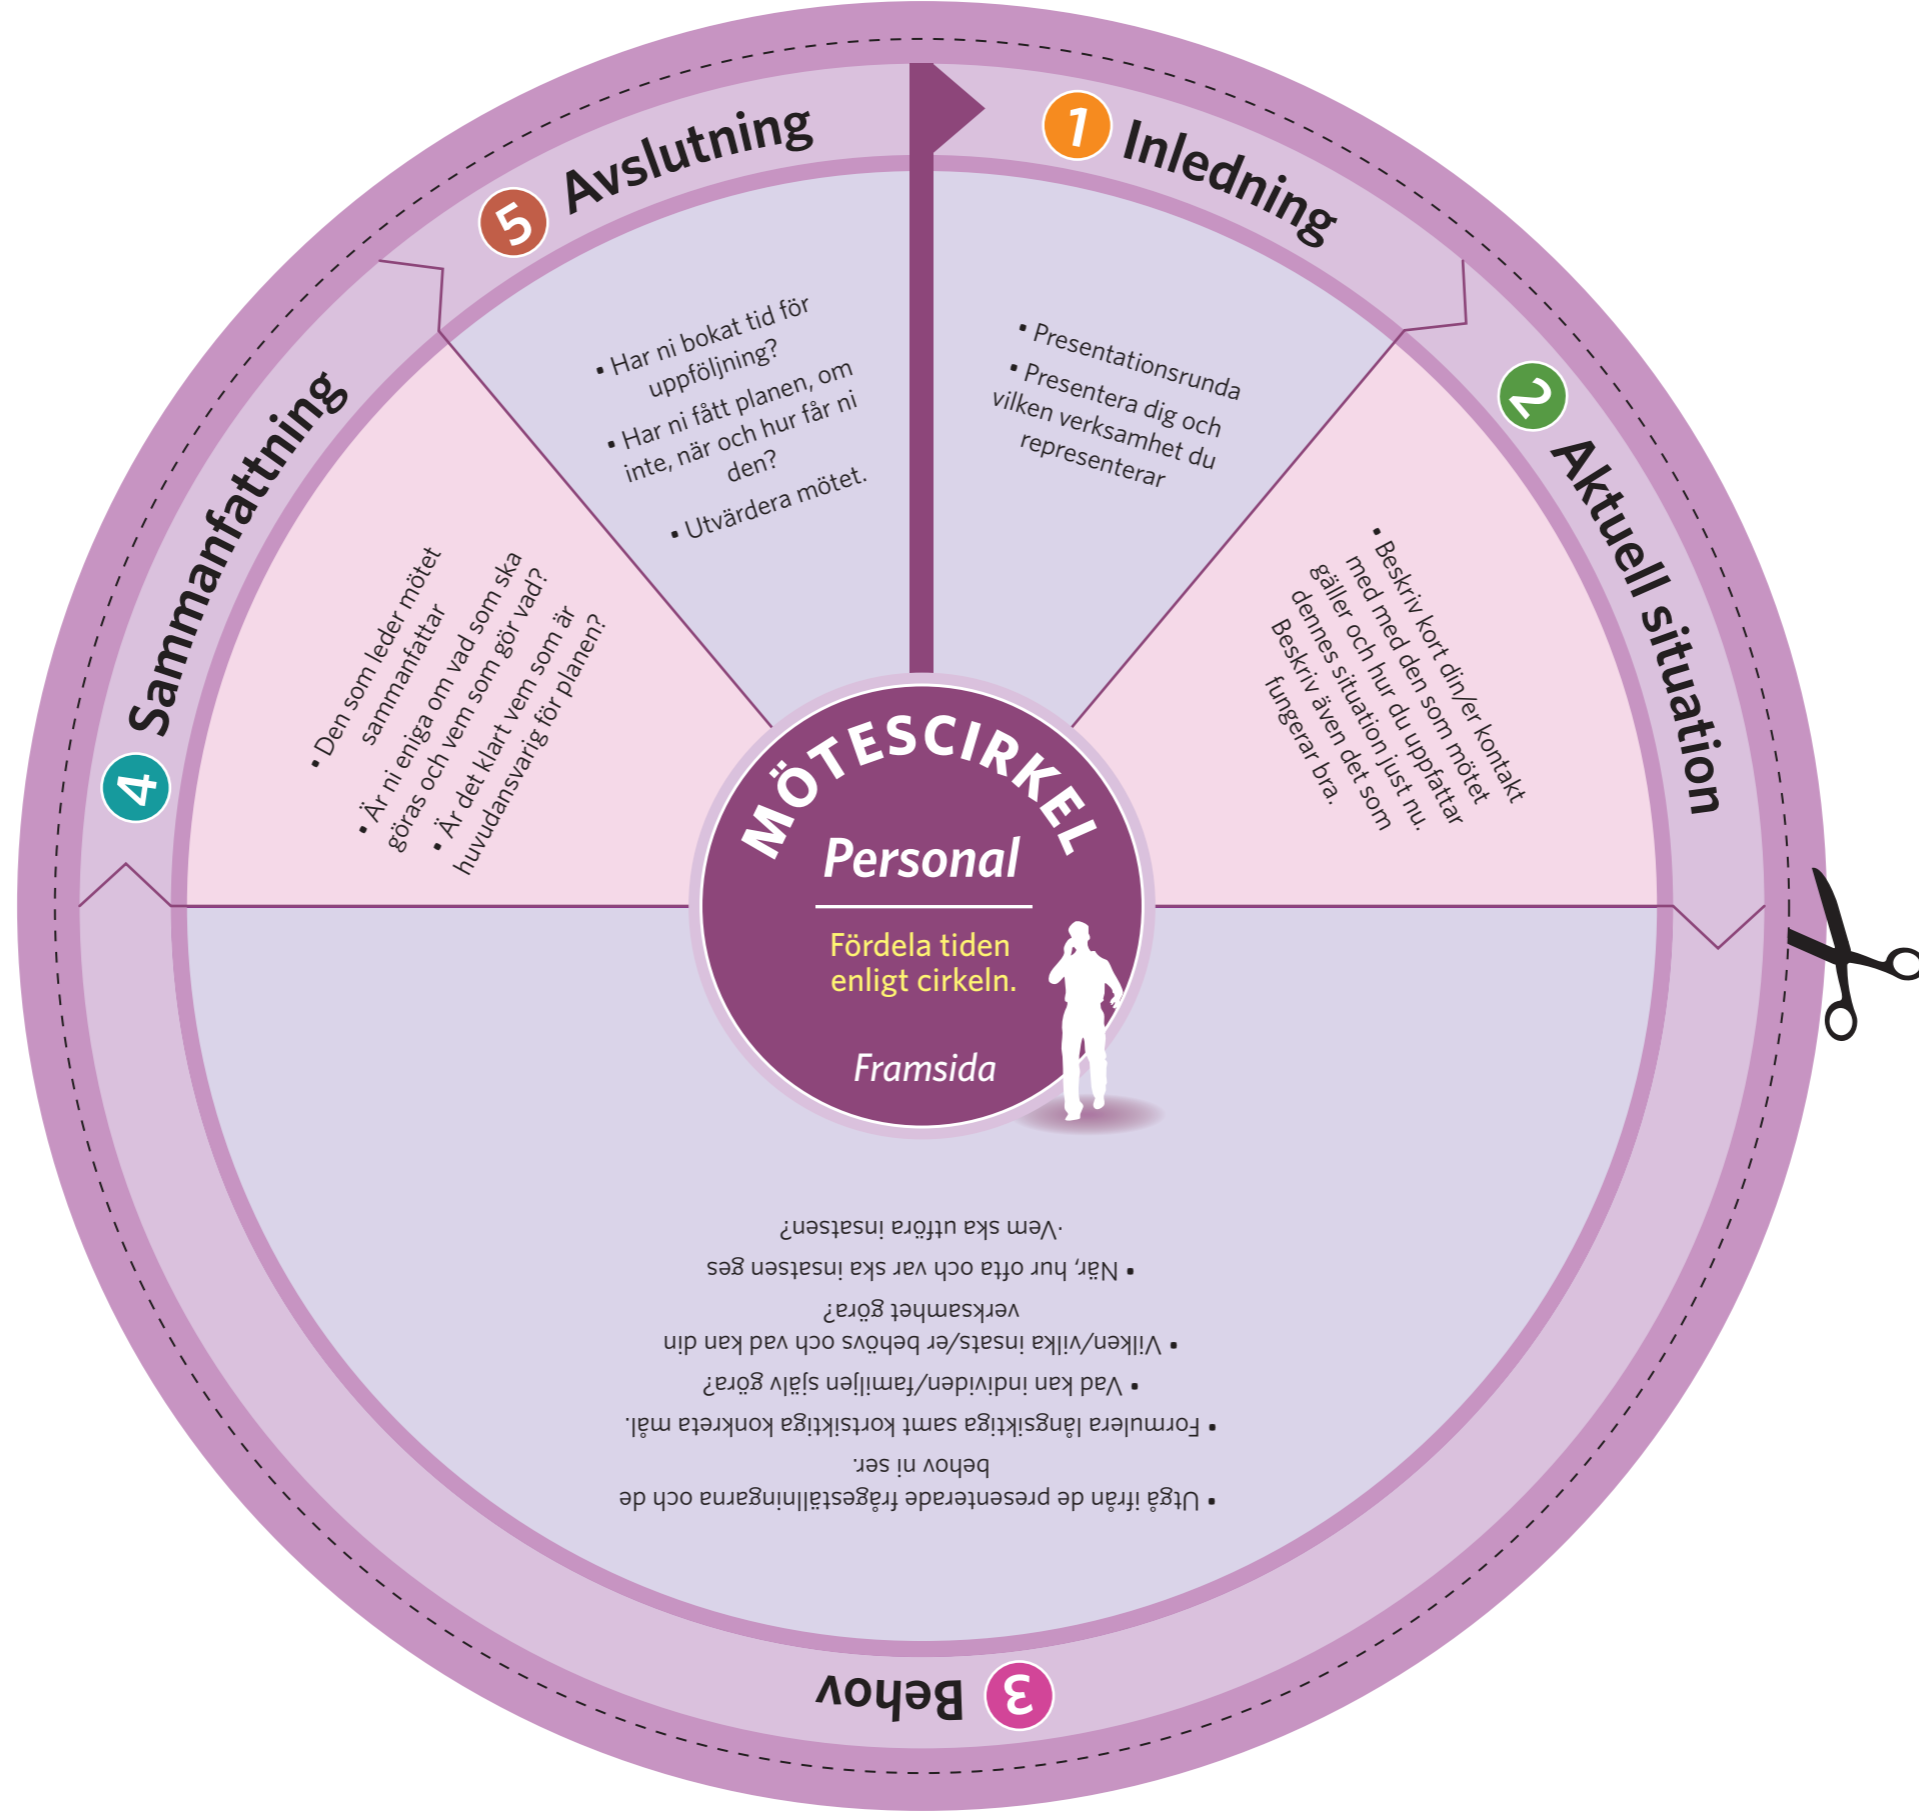 MÖTESCIRKEL
Personal
Fördela tiden
enligt cirkeln.
Framsida
1 Inledning
▪ Presentationsrunda
▪ Presentera dig och
vilken verksamhet du
representerar
2 Aktuell situation
▪ Beskriv kort din/er kontakt
med med den som mötet
gäller och hur du uppfattar
dennes situation just nu.
Beskriv även det som
fungerar bra.
3 Behov
▪ Utgå ifrån de presenterade frågeställningarna och de
behov ni ser.
▪ Formulera långsiktiga samt kortsiktiga konkreta mål.
▪ Vad kan individen/familjen själv göra?
▪ Vilken/vilka insats/er behövs och vad kan din
verksamhet göra?
▪ När, hur ofta och var ska insatsen ges
·Vem ska utföra insatsen?
4 Sammanfattning
▪ Den som leder mötet
sammanfattar
▪ Är ni eniga om vad som ska
göras och vem som gör vad?
▪ Är det klart vem som är
huvudansvarig för planen?
5 Avslutning
▪ Har ni bokat tid för
uppföljning?
▪ Har ni fått planen, om
inte, när och hur får ni
den?
▪ Utvärdera mötet.